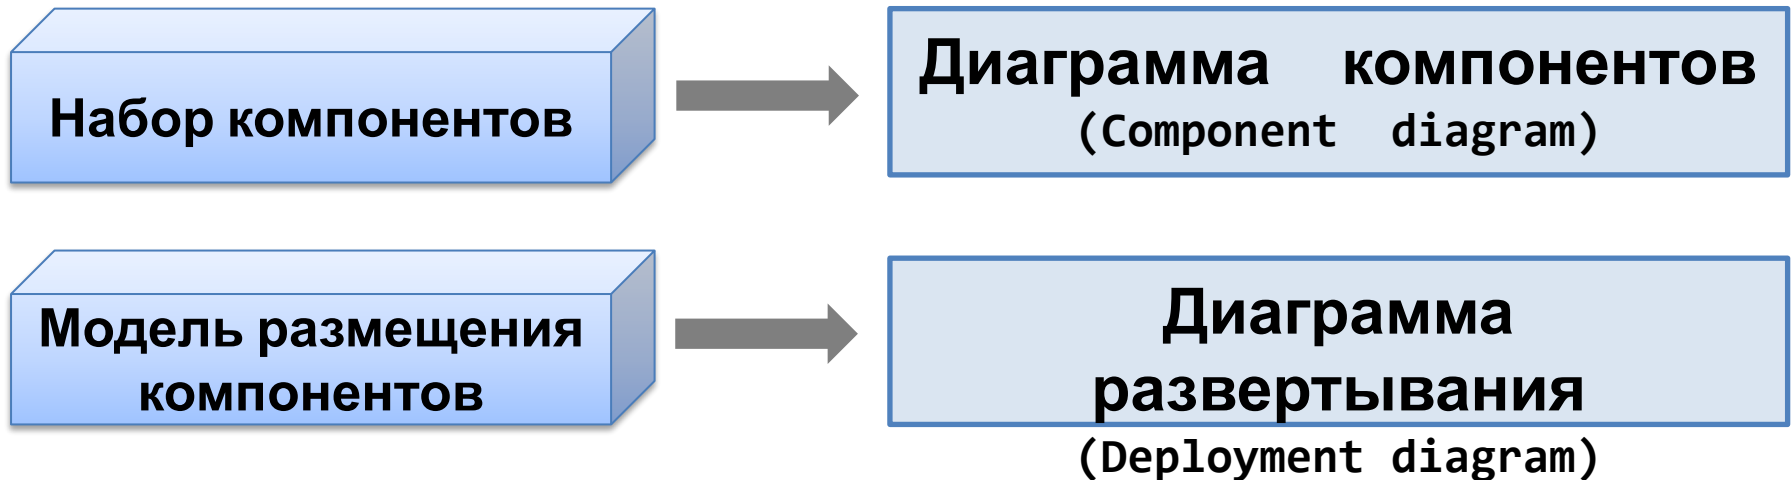 Набор компонентов
Диаграмма компонентов
(Component diagram)
Модель размещения
компонентов
Диаграмма
развертывания
(Deployment diagram)